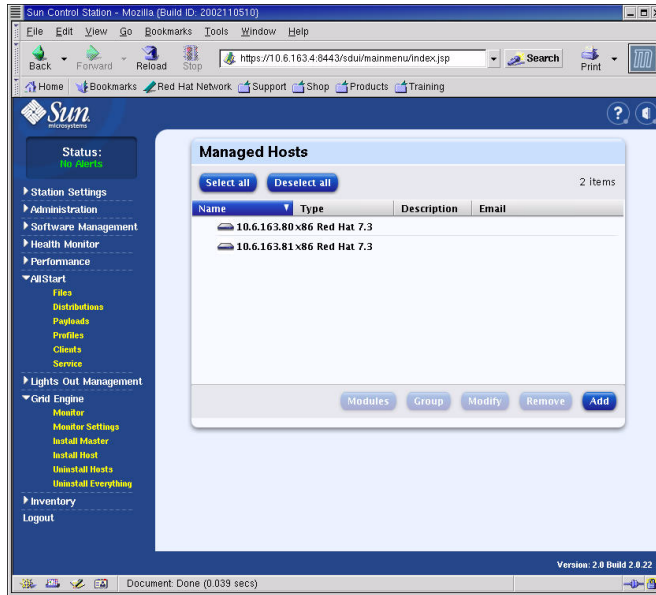 Sun Control Station - Mozilla {Build ID: 2002110510}
File Edit View Go Bookmarks Tools Window Help
Back Forward Reload Stop https://10.6.163.4:8443/sdui/mainmenu/index.jsp Search Print
Home Bookmarks Red Hat Network Support Shop Products Training
Sun
microsystems
?
Status:
No Alerts
Station Settings
Administration
Software Management
Health Monitor
Performance
AllStart
Files
Distributions
Payloads
Profiles
Clients
Service
Lights Out Management
Grid Engine
Monitor
Monitor Settings
Install Master
Install Host
Uninstall Hosts
Uninstall Everything
Inventory
Logout
Managed Hosts
Select all Deselect all 2 items
Name Type Description Email
10.6.163.80 x86 Red Hat 7.3
10.6.163.81 x86 Red Hat 7.3
Modules Group Modify Remove Add
Version: 2.0 Build 2.0.22
Document: Done (0.039 secs)